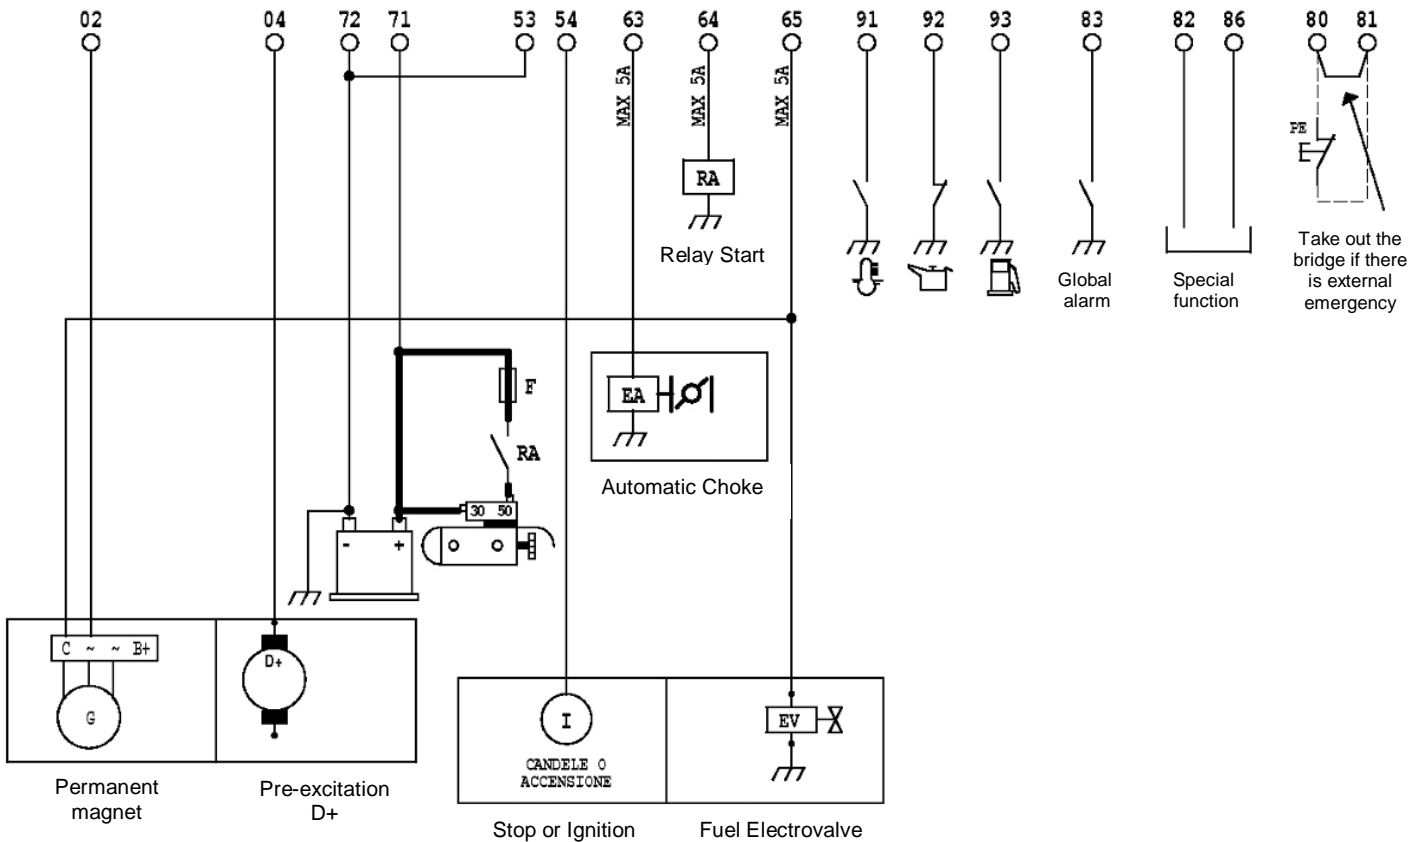 02 04 72 71 53 54 63 64 65 91 92 93 83 82 86 80 81
MAX 5A
MAX 5A
MAX 5A
PE
RA
Relay Start
Global
alarm
Special
function
Take out the
bridge if there
is external
emergency
F
RA
EA
Automatic Choke
30 50
- +
C ~ ~ B+
G
D+
Permanent
magnet
Pre-excitation
D+
I
CANDELE O
ACCENSIONE
EV
Stop or Ignition
Fuel Electrovalve